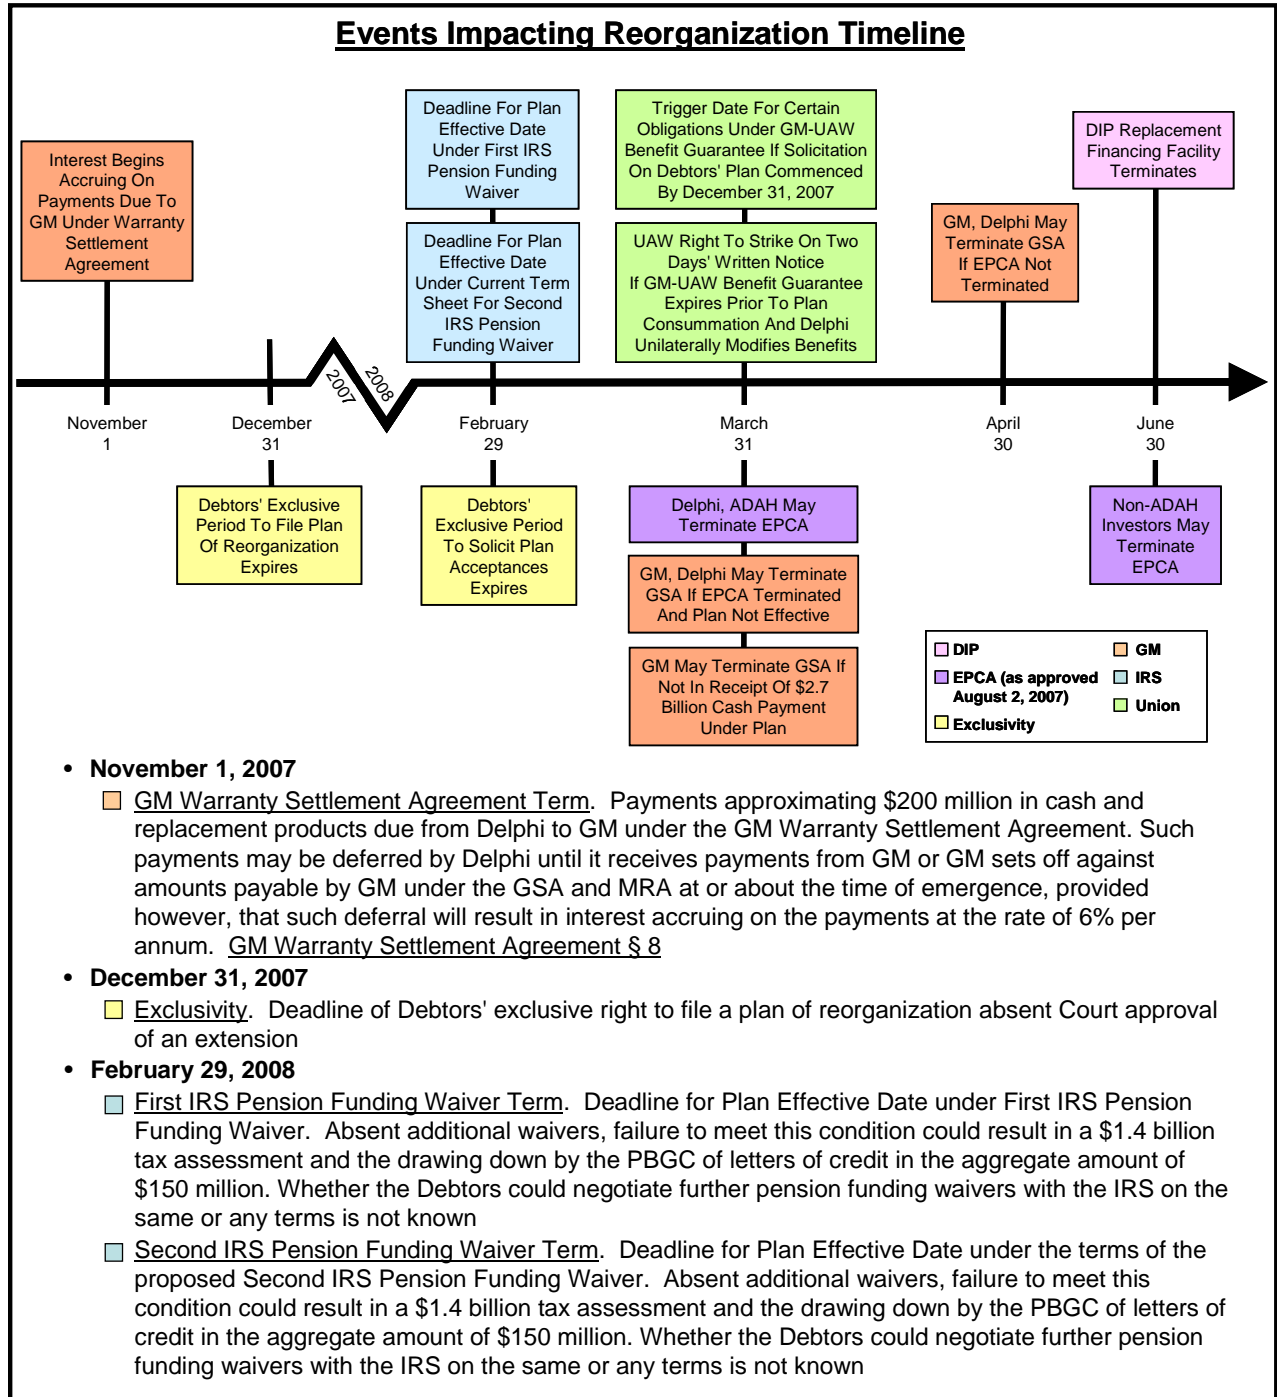 Events Impacting Reorganization Timeline
Interest Begins
Accruing On
Payments Due To
GM Under Warranty
Settlement
Agreement
Deadline For Plan
Effective Date
Under First IRS
Pension Funding
Waiver
Deadline For Plan
Effective Date
Under Current Term
Sheet For Second
IRS Pension
Funding Waiver
Trigger Date For Certain
Obligations Under GM-UAW
Benefit Guarantee If Solicitation
On Debtors' Plan Commenced
By December 31, 2007
UAW Right To Strike On Two
Days' Written Notice
If GM-UAW Benefit Guarantee
Expires Prior To Plan
Consummation And Delphi
Unilaterally Modifies Benefits
GM, Delphi May
Terminate GSA
If EPCA Not
Terminated
DIP Replacement
Financing Facility
Terminates
2007
2008
November
1
December
31
February
29
March
31
April
30
June
30
Debtors' Exclusive
Period To File Plan
Of Reorganization
Expires
Debtors'
Exclusive Period
To Solicit Plan
Acceptances
Expires
Delphi, ADAH May
Terminate EPCA
GM, Delphi May Terminate
GSA If EPCA Terminated
And Plan Not Effective
GM May Terminate GSA If
Not In Receipt Of $2.7
Billion Cash Payment
Under Plan
Non-ADAH
Investors May
Terminate
EPCA
DIP
EPCA (as approved
August 2, 2007)
Exclusivity
GM
IRS
Union
• November 1, 2007
GM Warranty Settlement Agreement Term. Payments approximating $200 million in cash and
replacement products due from Delphi to GM under the GM Warranty Settlement Agreement. Such
payments may be deferred by Delphi until it receives payments from GM or GM sets off against
amounts payable by GM under the GSA and MRA at or about the time of emergence, provided
however, that such deferral will result in interest accruing on the payments at the rate of 6% per
annum. GM Warranty Settlement Agreement § 8
• December 31, 2007
Exclusivity. Deadline of Debtors' exclusive right to file a plan of reorganization absent Court approval
of an extension
• February 29, 2008
First IRS Pension Funding Waiver Term. Deadline for Plan Effective Date under First IRS Pension
Funding Waiver. Absent additional waivers, failure to meet this condition could result in a $1.4 billion
tax assessment and the drawing down by the PBGC of letters of credit in the aggregate amount of
$150 million. Whether the Debtors could negotiate further pension funding waivers with the IRS on the
same or any terms is not known
Second IRS Pension Funding Waiver Term. Deadline for Plan Effective Date under the terms of the
proposed Second IRS Pension Funding Waiver. Absent additional waivers, failure to meet this
condition could result in a $1.4 billion tax assessment and the drawing down by the PBGC of letters of
credit in the aggregate amount of $150 million. Whether the Debtors could negotiate further pension
funding waivers with the IRS on the same or any terms is not known